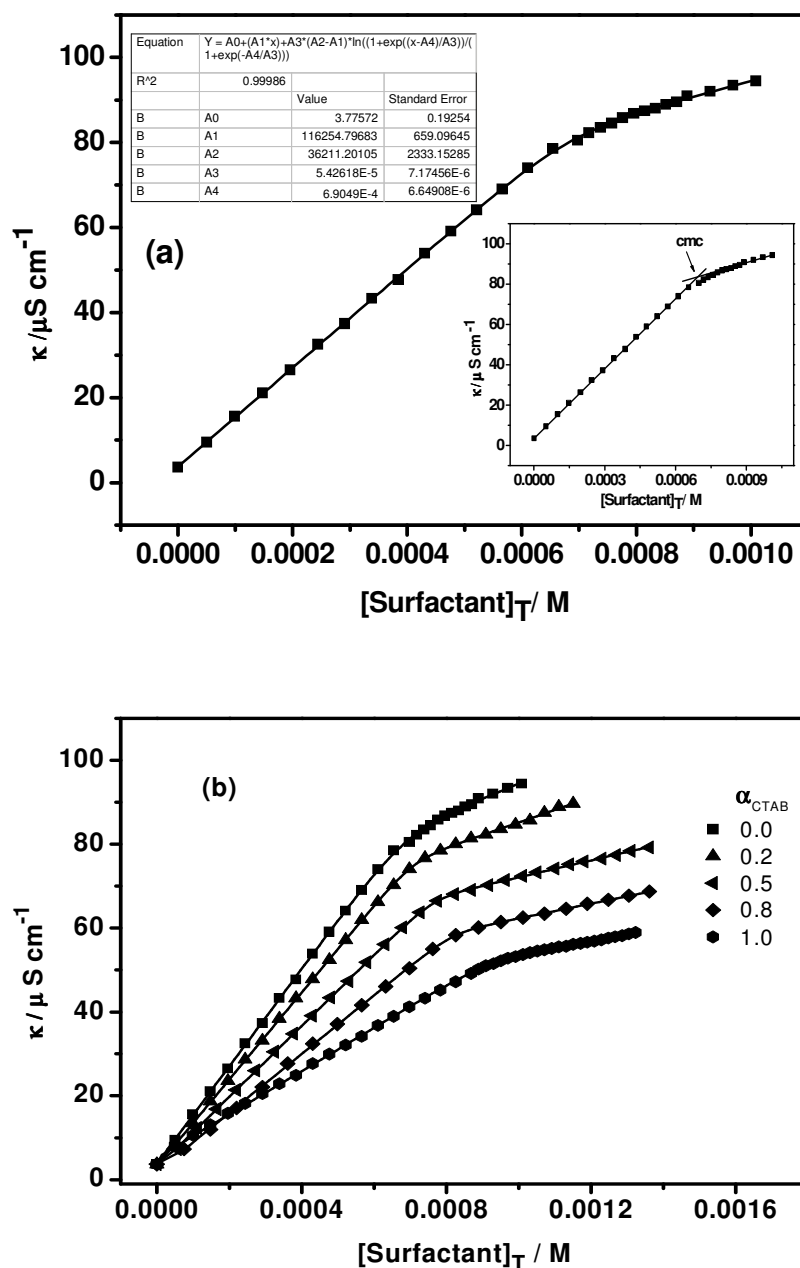 Equation Y = A0+(A1*x)+A3*(A2-A1)*ln((1+exp((x-A4)/A3))/(
1+exp(-A4/A3)))
R^2 0.99986
Value Standard Error
B A0 3.77572 0.19254
B A1 116254.79683 659.09645
B A2 36211.20105 2333.15285
B A3 5.42618E-5 7.17456E-6
B A4 6.9049E-4 6.64908E-6
100
80
60
40
20
0
κ /μS cm⁻¹
(a)
cmc
100
80
60
40
20
0
κ / μ S cm⁻¹
0.0000 0.0003 0.0006 0.0009
[Surfactant]T/ M
0.0000 0.0002 0.0004 0.0006 0.0008 0.0010
[Surfactant]T/ M
(b)
100
80
60
40
20
0
κ / μ S cm⁻¹
αCTAB
0.0
0.2
0.5
0.8
1.0
0.0000 0.0004 0.0008 0.0012 0.0016
[Surfactant]T / M